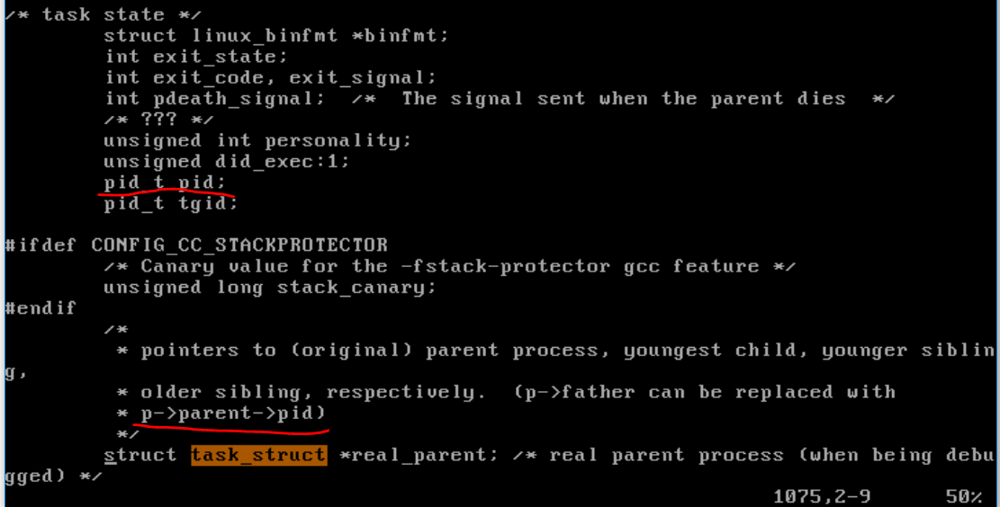 /* task state */
struct linux_binfmt *binfmt;
int exit_state;
int exit_code, exit_signal;
int pdeath_signal;  /*  The signal sent when the parent dies  */
/* ??? */
unsigned int personality;
unsigned did_exec:1;
pid_t pid;
pid_t tgid;
#ifdef CONFIG_CC_STACKPROTECTOR
/* Canary value for the -fstack-protector gcc feature */
unsigned long stack_canary;
#endif
/*
* pointers to (original) parent process, youngest child, younger siblin
g,
* older sibling, respectively.  (p->father can be replaced with
* p->parent->pid)
*/
struct task_struct *real_parent; /* real parent process (when being debu
gged) */
1075,2-9 50%